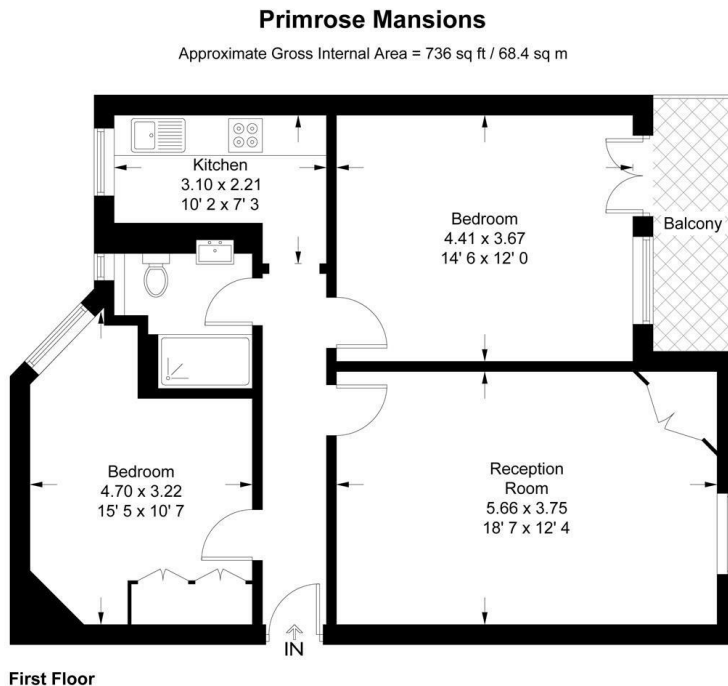 Primrose Mansions
Approximate Gross Internal Area = 736 sq ft / 68.4 sq m
Kitchen
3.10 x 2.21
10' 2 x 7' 3
Bedroom
4.41 x 3.67
14' 6 x 12' 0
Balcony
Bedroom
4.70 x 3.22
15' 5 x 10' 7
Reception
Room
5.66 x 3.75
18' 7 x 12' 4
IN
First Floor